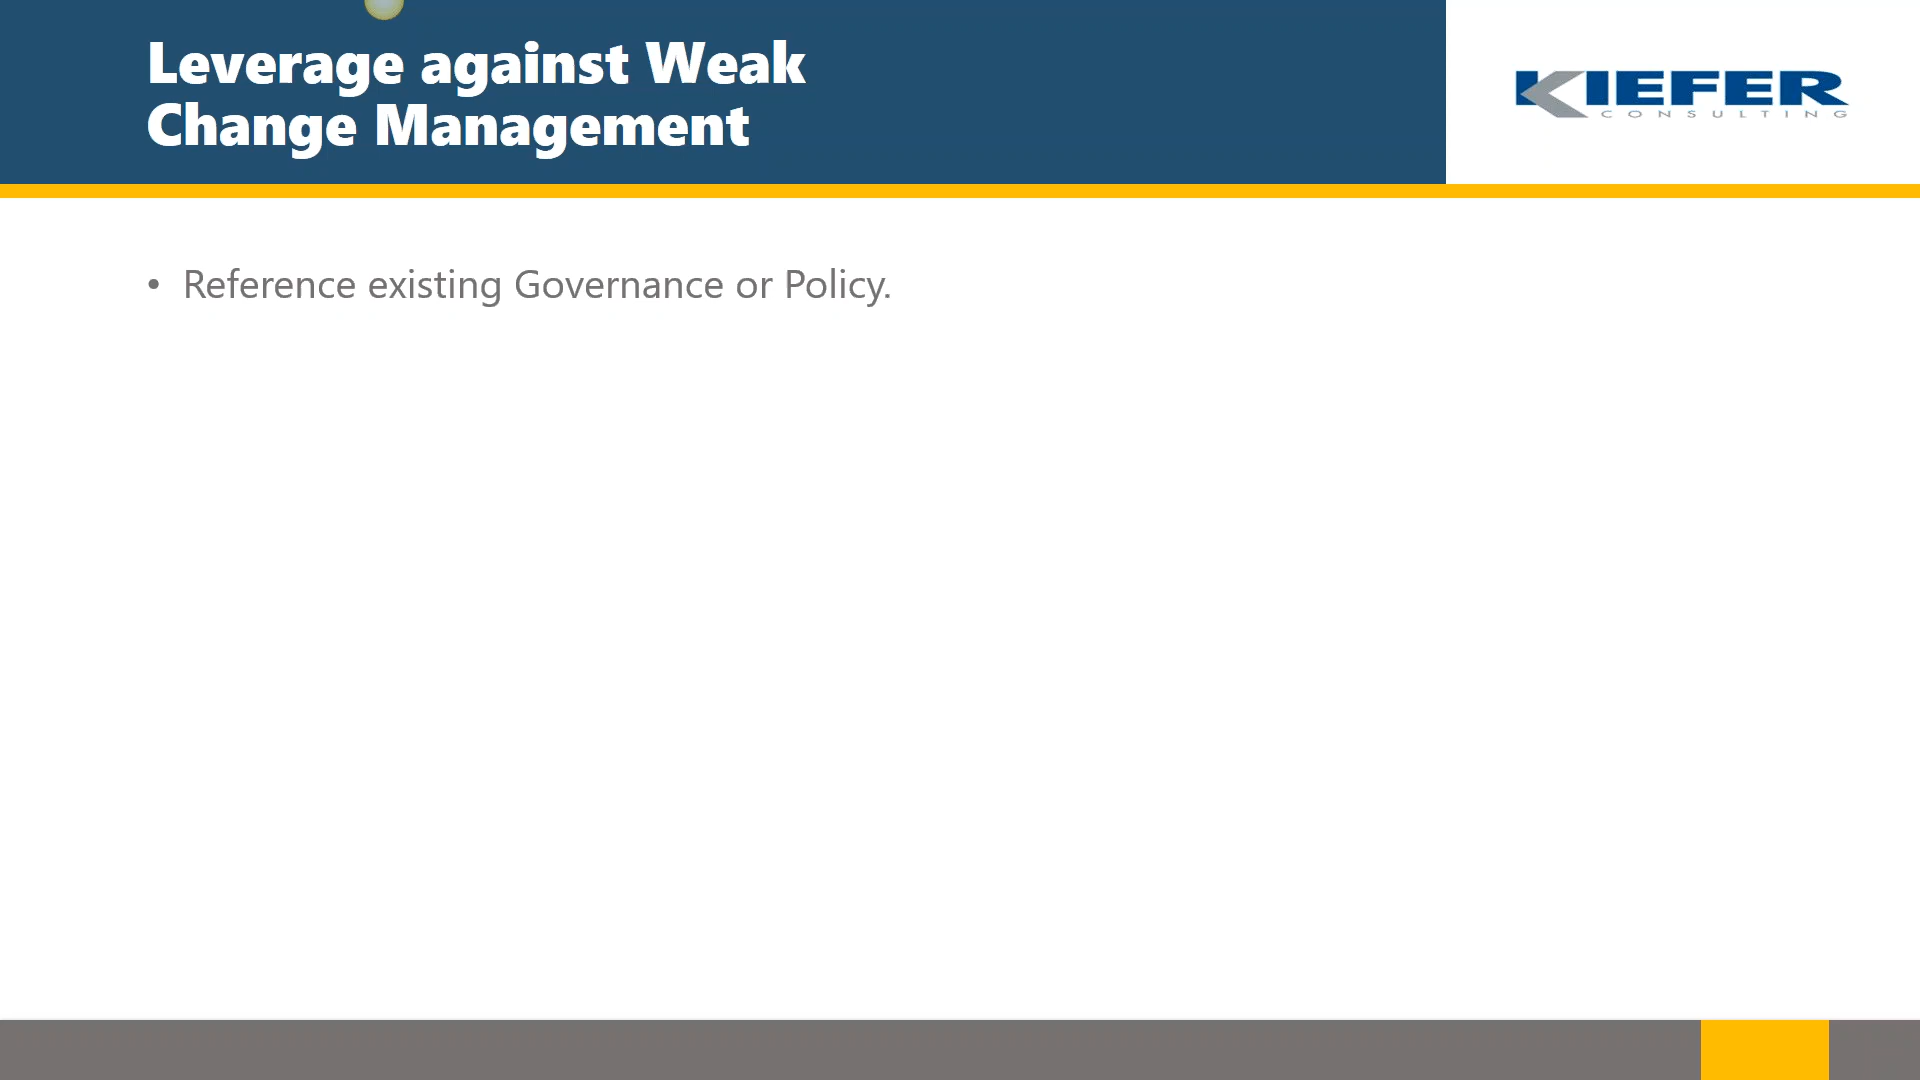 Leverage against Weak
Change Management
KIEFER
CONSULTING
• Reference existing Governance or Policy.